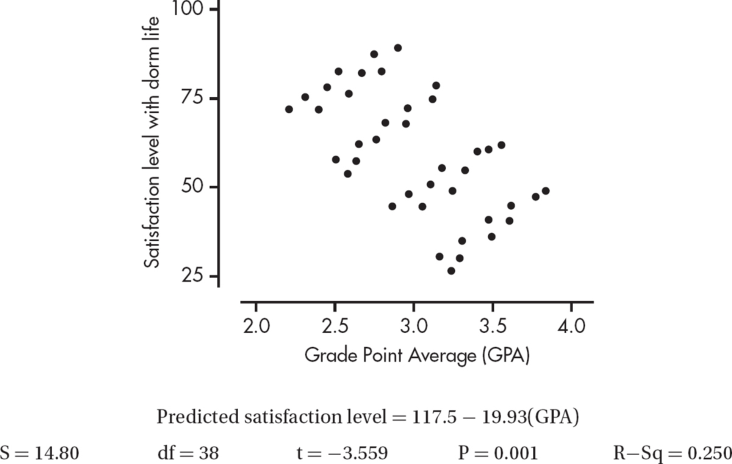 100
75
50
25
Satisfaction level with dorm life
2.0 2.5 3.0 3.5 4.0
Grade Point Average (GPA)
Predicted satisfaction level = 117.5 − 19.93(GPA)
S = 14.80 df = 38 t = −3.559 P = 0.001 R−Sq = 0.250